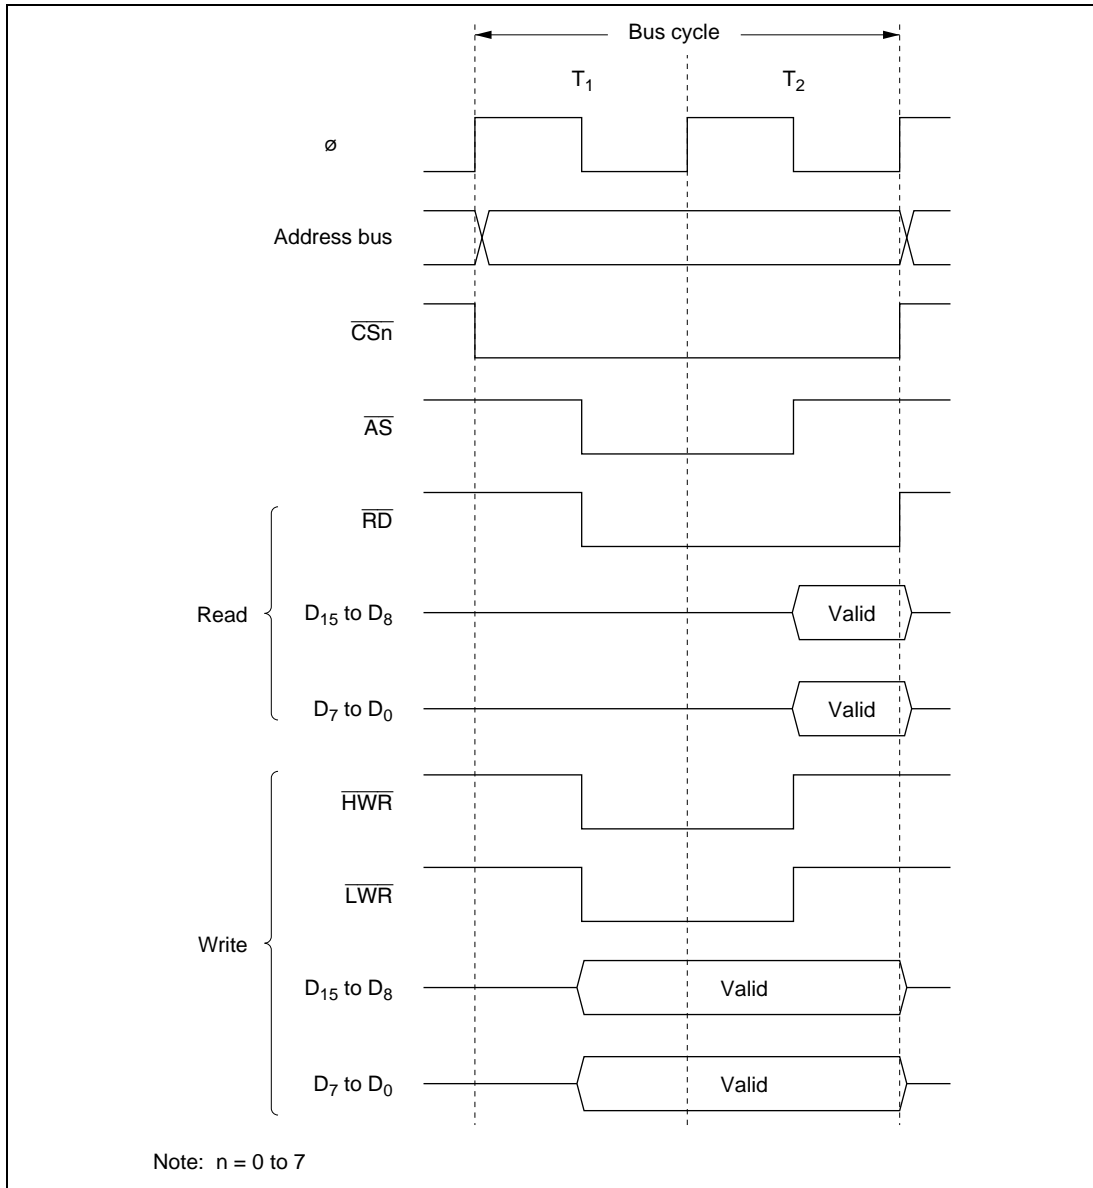 Bus cycle
T1 T2
ø
Address bus
CSn
AS
RD
Read D15 to D8 Valid
D7 to D0 Valid
HWR
LWR
Write
D15 to D8 Valid
D7 to D0 Valid
Note: n = 0 to 7